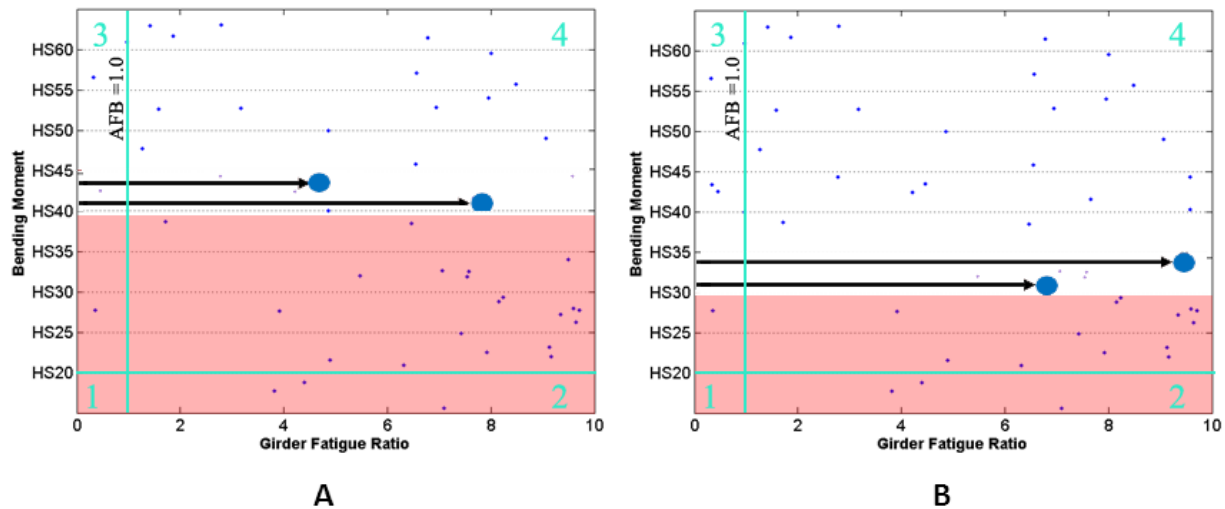 3
4
HS60
HS55
HS50
HS45
HS40
HS35
HS30
HS25
HS20
Bending Moment
AFB =1.0
1
2
0
2
4
6
8
10
Girder Fatigue Ratio
A
3
4
HS60
HS55
HS50
HS45
HS40
HS35
HS30
HS25
HS20
Bending Moment
AFB =1.0
1
2
0
2
4
6
8
10
Girder Fatigue Ratio
B